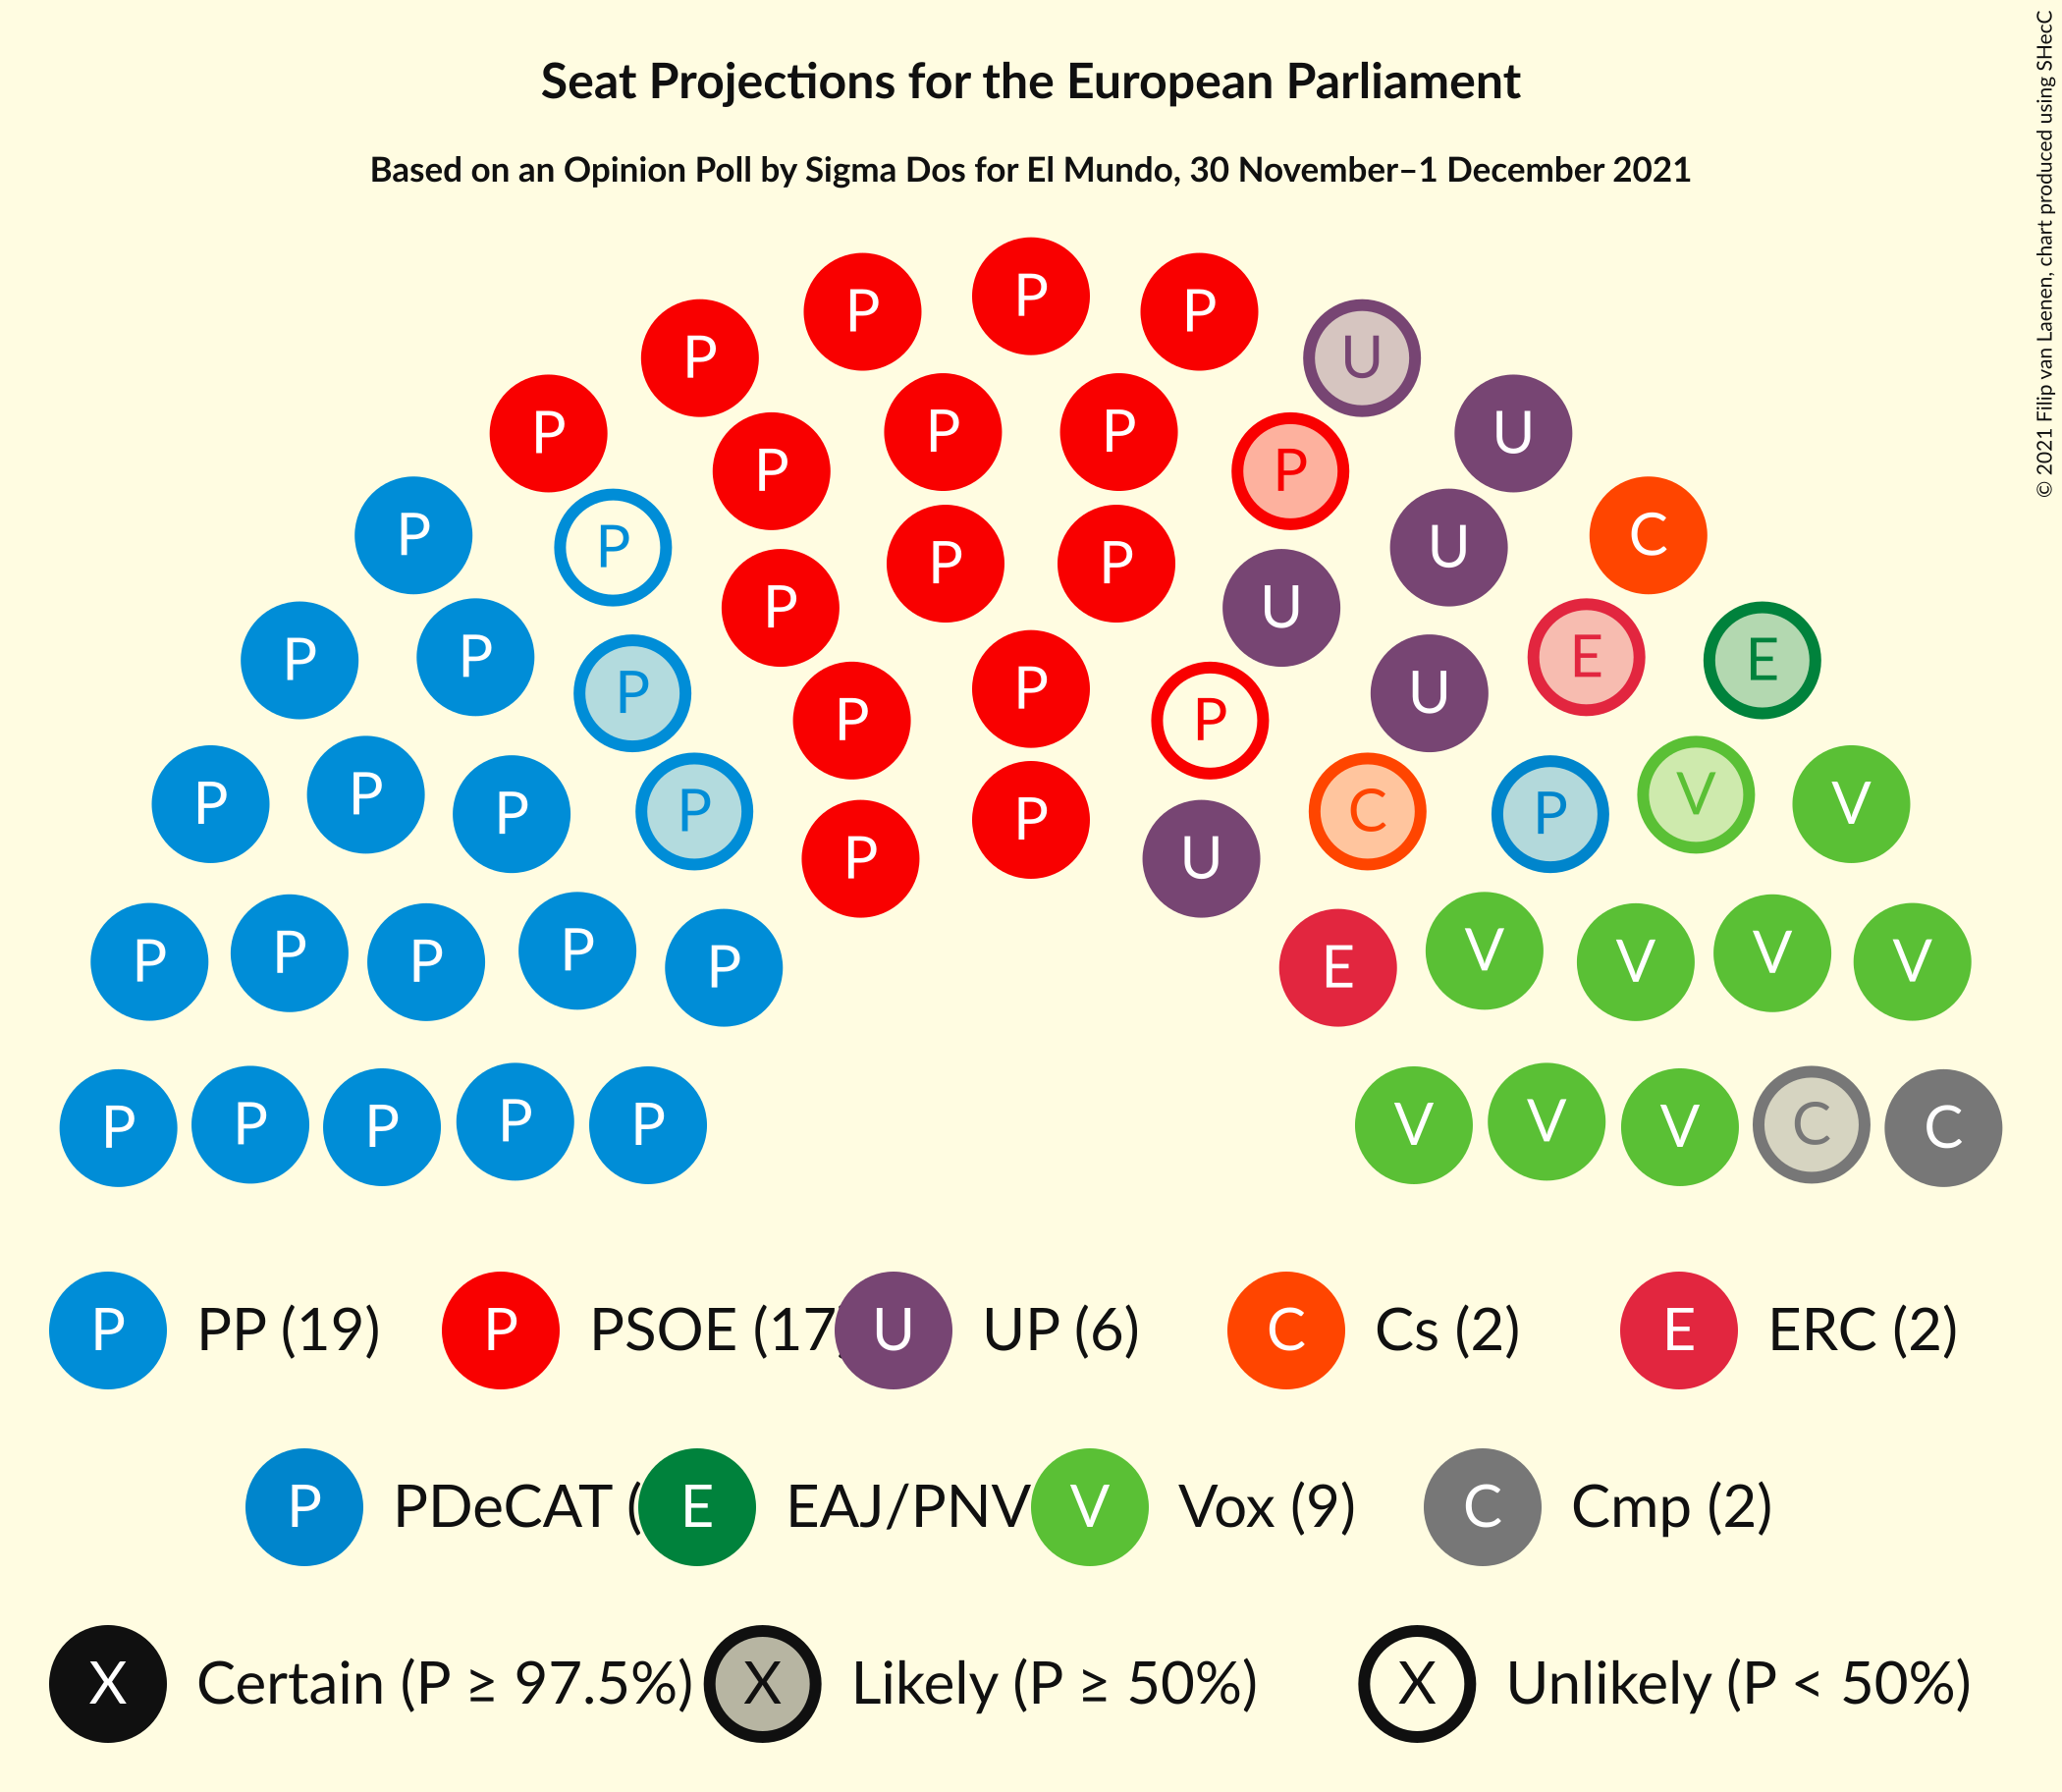 © 2021 Filip van Laenen, chart produced using SHecC
Seat Projections for the European Parliament
Based on an Opinion Poll by Sigma Dos for El Mundo, 30 November–1 December 2021
P
P P
P U
P P P U
P P
P C
P U
P P
P U
P P E E
P P U
P P
P P P P P C P V V
P U
P P P P P E V V V V
P P P P P V V V C C
P PP (19) P PSOE (17 U UP (6) C Cs (2) E ERC (2)
P PDeCAT ( E EAJ/PNV V Vox (9) C Cmp (2)
X Certain (P ≥ 97.5%) X Likely (P ≥ 50%) X Unlikely (P < 50%)